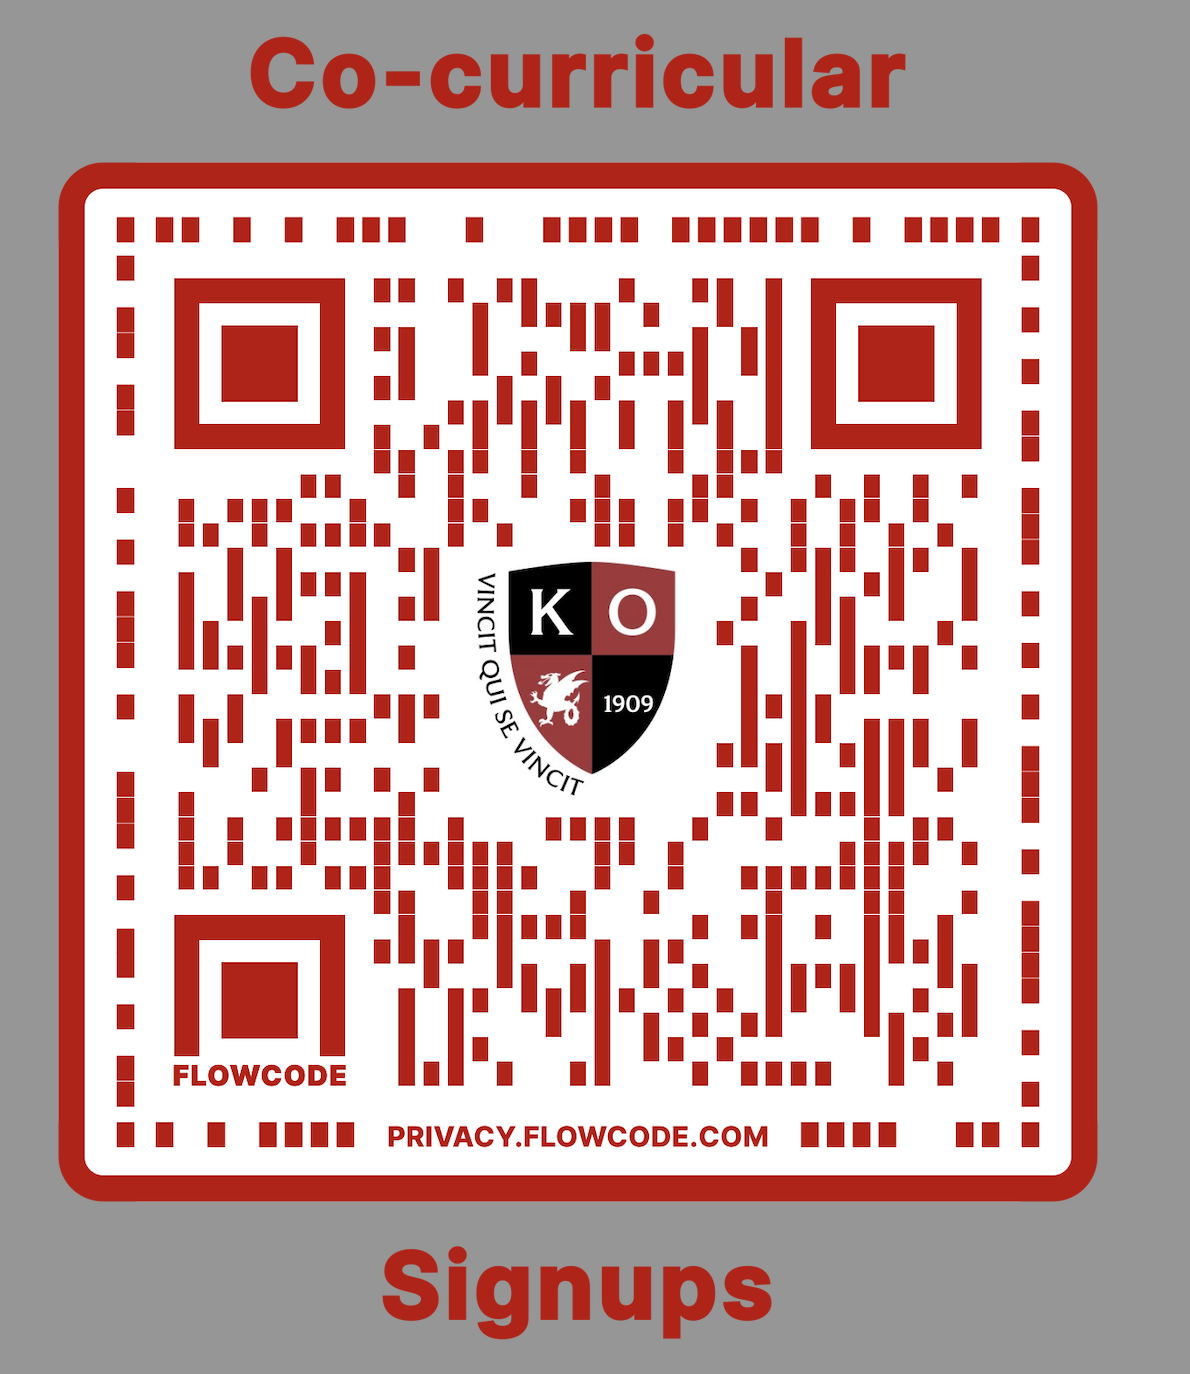 Co-curricular
K O
1909
VINCIT QUI SE VINCIT
FLOWCODE
PRIVACY.FLOWCODE.COM
Signups